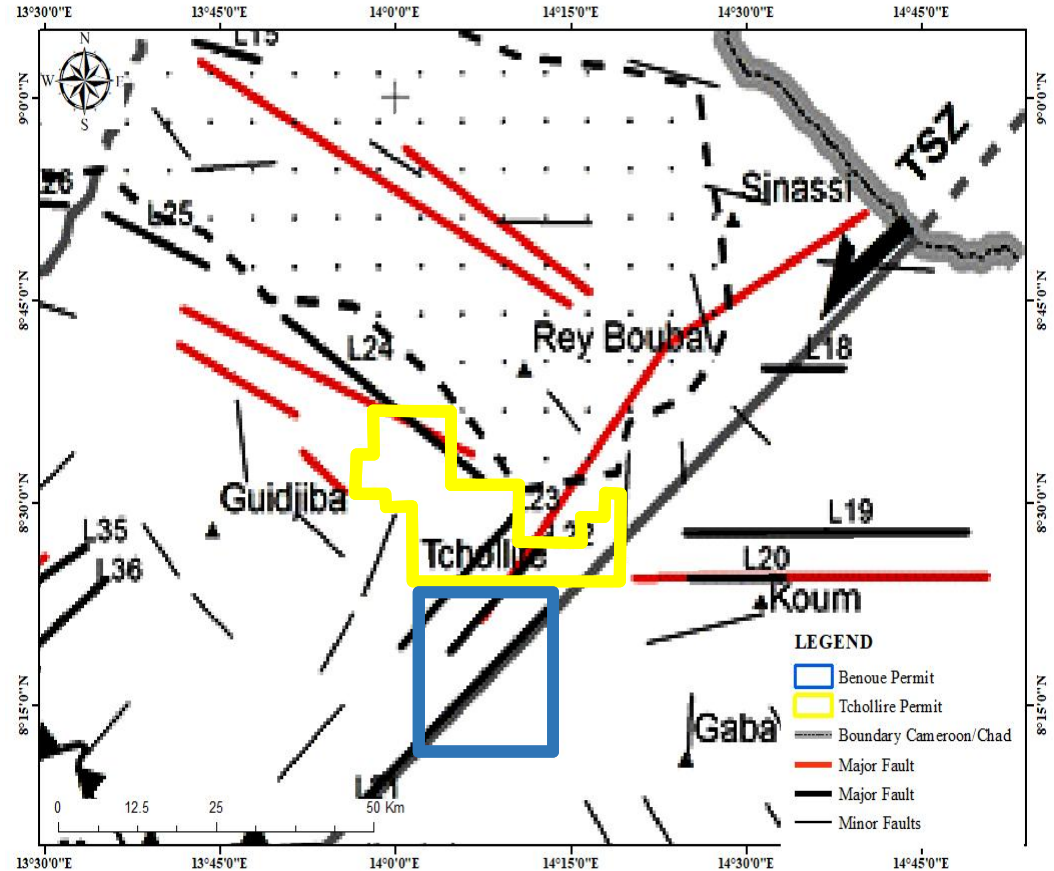 13°30'0"E 13°45'0"E 14°0'0"E 14°15'0"E 14°30'0"E 14°45'0"E
N
W E
S
L15
9°0'0"N 9°0'0"N
TSZ
Sinassi
L26
L25
8°45'0"N 8°45'0"N
Rey Bouba
L24
L18
8°30'0"N 8°30'0"N
Guidjiba
L23
L19
L35
L22
Tchollire
L36
L20
Koum
LEGEND
Benoue Permit
8°15'0"N 8°15'0"N
Tchollire Permit
Gaba
Boundary Cameroon/Chad
Major Fault
L21
0 12.5 25 50 Km
Major Fault
Minor Faults
13°30'0"E 13°45'0"E 14°0'0"E 14°15'0"E 14°30'0"E 14°45'0"E